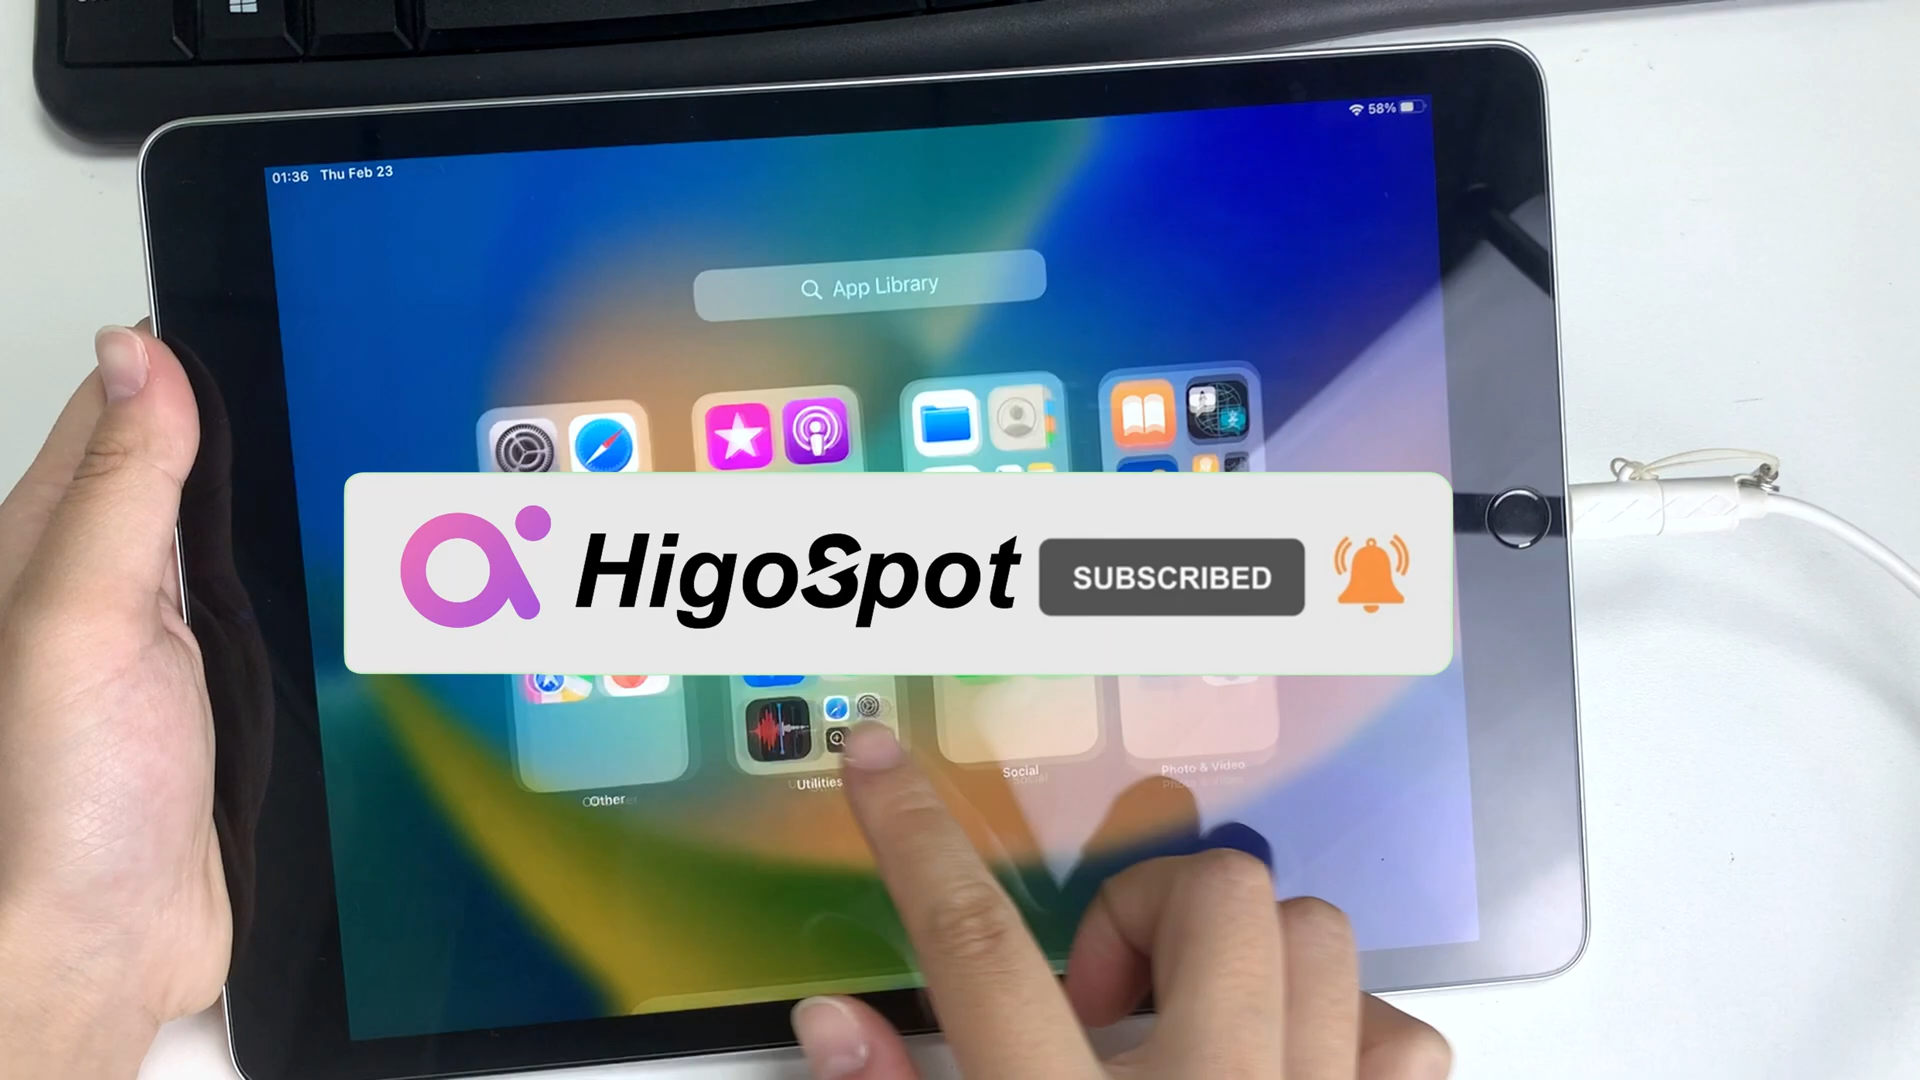 01:36 Thu Feb 23
58%
App Library
HigoSpot
SUBSCRIBED
Other
Utilities
Social
Photo & Video